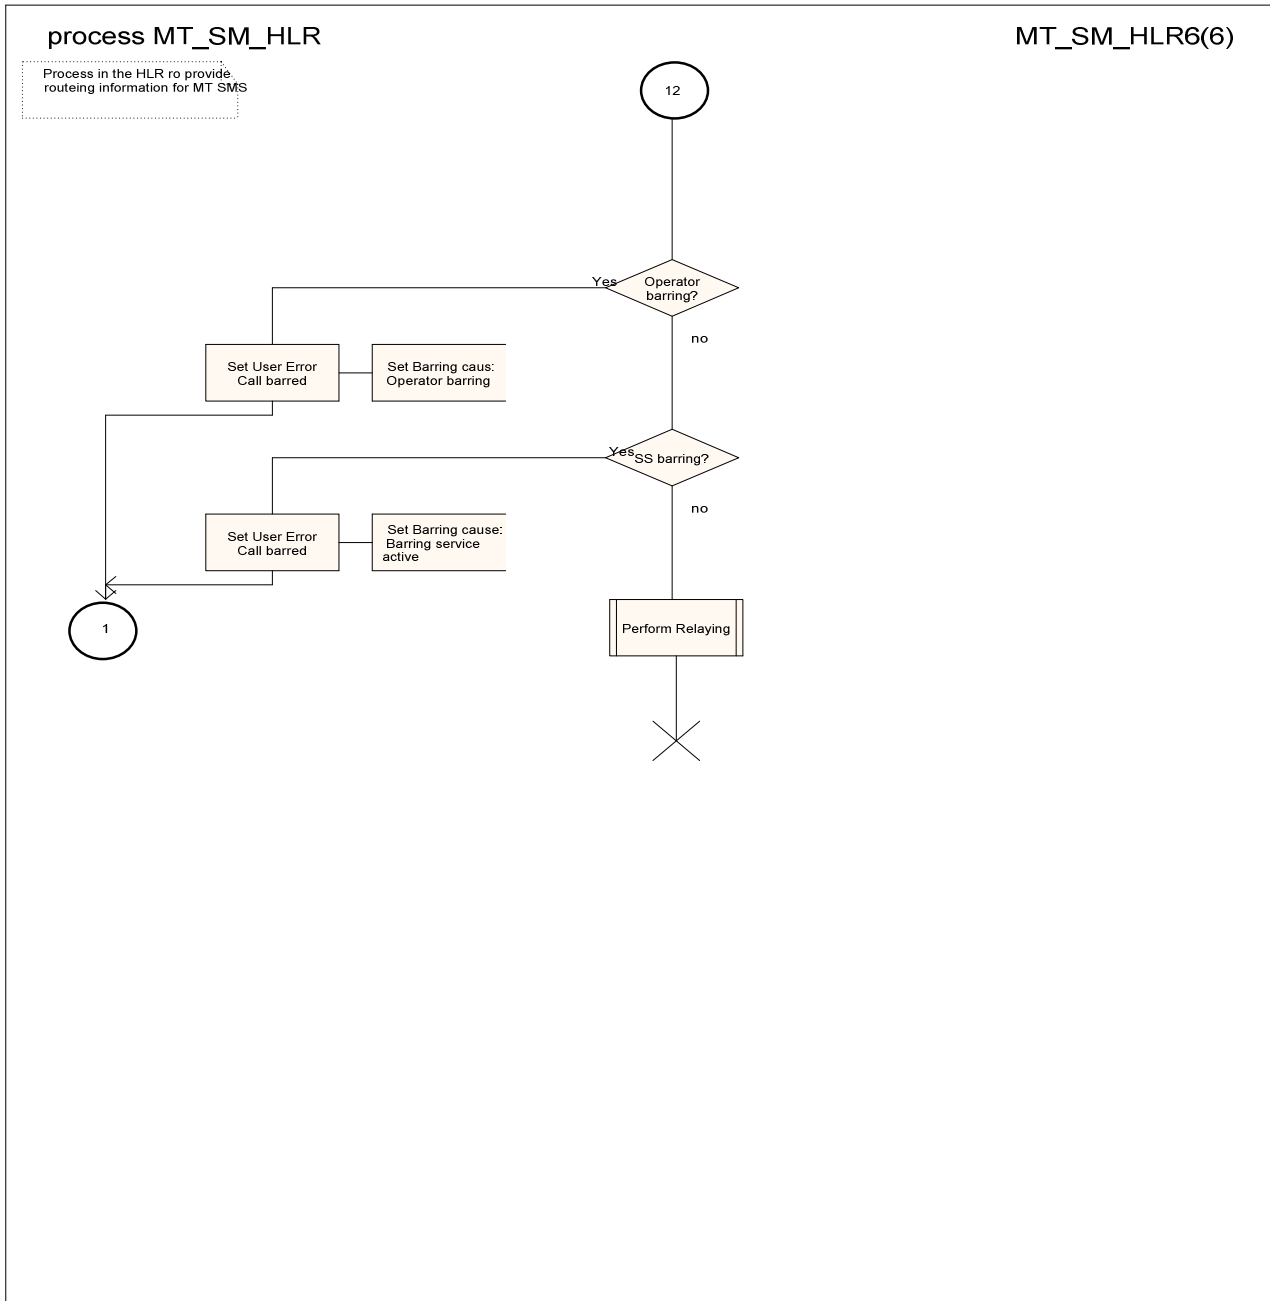 process MT_SM_HLR
MT_SM_HLR6(6)
Process in the HLR ro provide
routeing information for MT SMS
12
Yes
Operator
barring?
no
Set User Error
Call barred
Set Barring caus:
Operator barring
Yes
SS barring?
no
Set User Error
Call barred
Set Barring cause:
Barring service
active
1
Perform Relaying